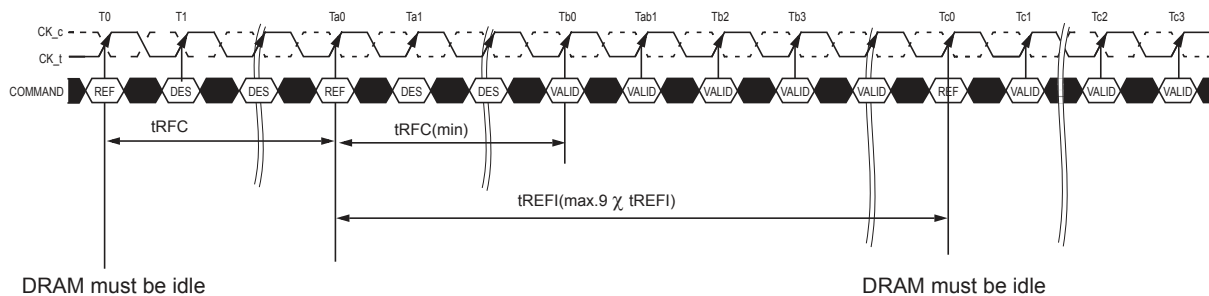 T0 T1 Ta0 Ta1 Tb0 Tab1 Tb2 Tb3 Tc0 Tc1 Tc2 Tc3
CK_c
CK_t
COMMAND REF DES DES REF DES DES VALID VALID VALID VALID VALID REF VALID VALID VALID
tRFC tRFC(min)
tREFI(max.9 χ tREFI)
DRAM must be idle DRAM must be idle